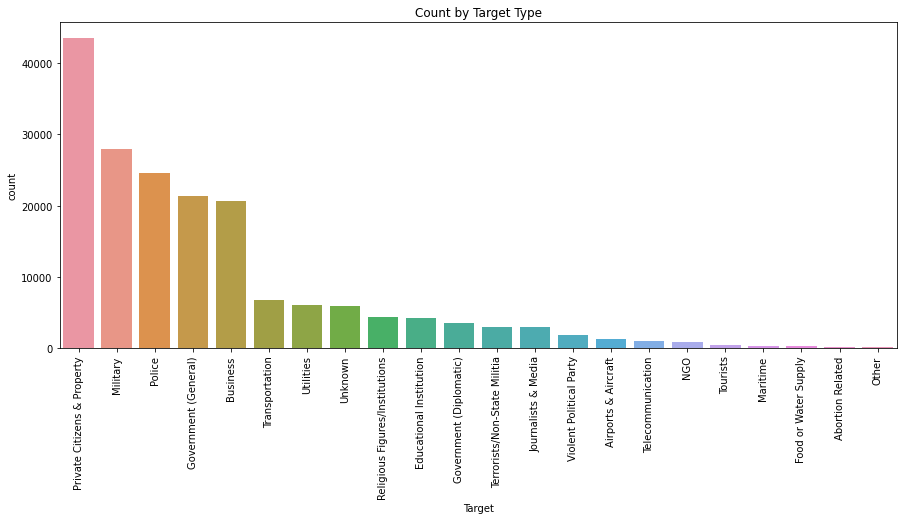 Count by Target Type
count
40000
30000
20000
10000
0
Private Citizens & Property
Military
Police
Government (General)
Business
Transportation
Utilities
Unknown
Religious Figures/Institutions
Educational Institution
Government (Diplomatic)
Terrorists/Non-State Militia
Journalists & Media
Violent Political Party
Airports & Aircraft
Telecommunication
NGO
Tourists
Maritime
Food or Water Supply
Abortion Related
Other
Target